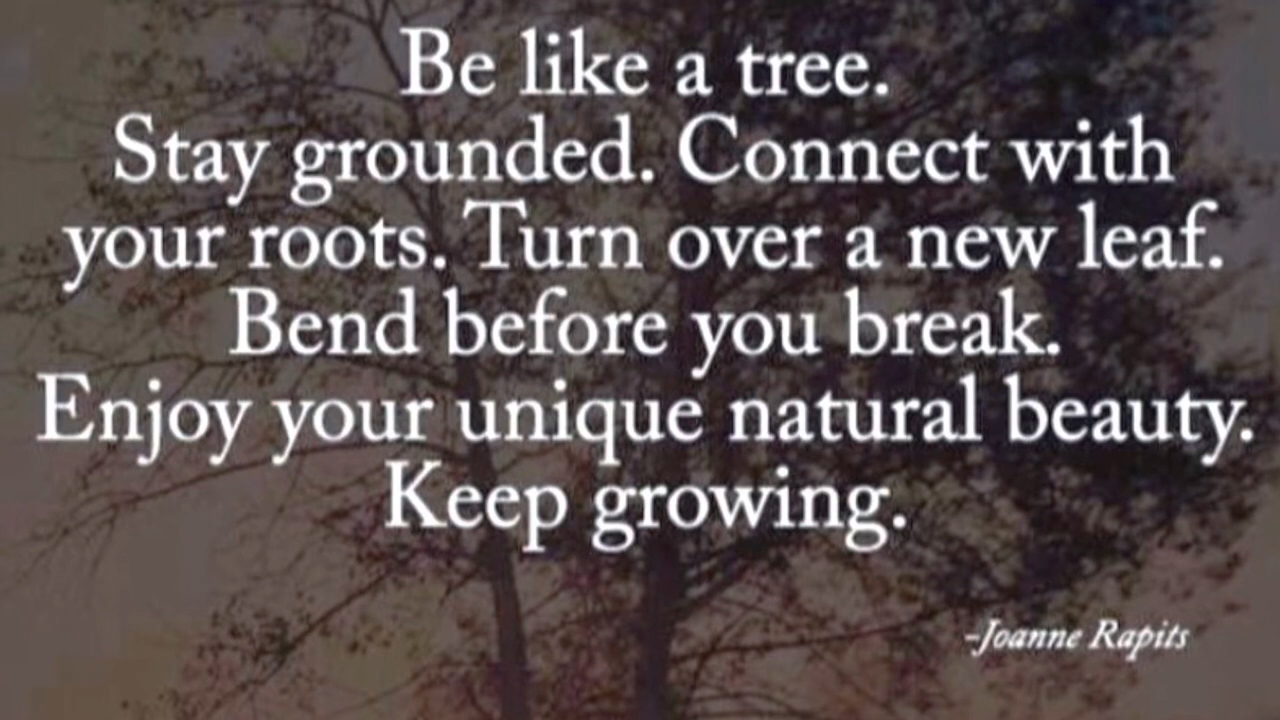 Be like a tree.
Stay grounded. Connect with
your roots. Turn over a new leaf.
Bend before you break.
Enjoy your unique natural beauty.
Keep growing.
-Joanne Rapits